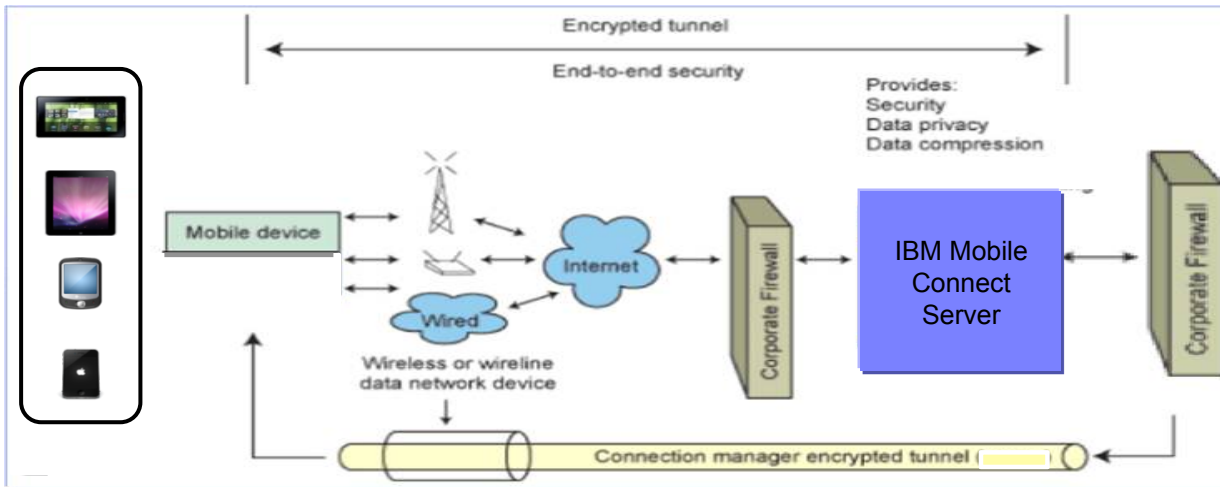 Encrypted tunnel
End-to-end security
Provides:
Security
Data privacy
Data compression
Mobile device
Internet
Wired
Wireless or wireline
data network device
Corporate Firewall
IBM Mobile
Connect
Server
Corporate Firewall
Connection manager encrypted tunnel